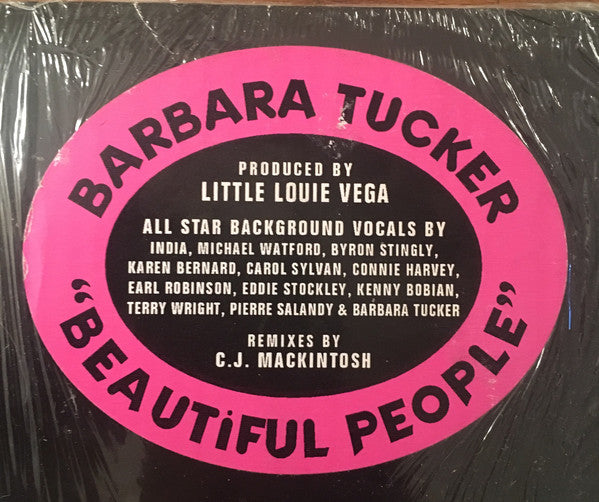 BARBARA TUCKER
PRODUCED BY
LITTLE LOUIE VEGA
ALL STAR BACKGROUND VOCALS BY
INDIA, MICHAEL WATFORD, BYRON STINGLY,
KAREN BERNARD, CAROL SYLVAN, CONNIE HARVEY,
EARL ROBINSON, EDDIE STOCKLEY, KENNY BOBIAN,
TERRY WRIGHT, PIERRE SALANDY & BARBARA TUCKER
REMIXES BY
C.J. MACKINTOSH
“BEAUTiFUL PEOPLE”